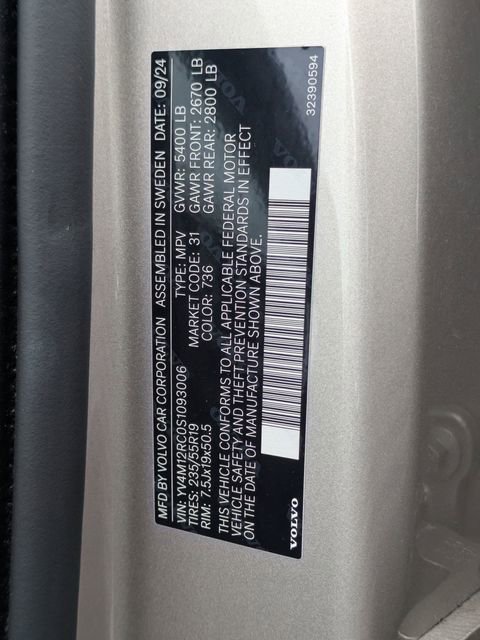 MFD BY VOLVO CAR CORPORATION ASSEMBLED IN SWEDEN DATE: 09/24
VIN: YV4M12RC0S1093006 TYPE: MPV GVWR: 5400 LB
TIRES: 235/55R19 MARKET CODE: 31 GAWR FRONT: 2670 LB
RIM: 7.5Jx19x50.5 COLOR: 736 GAWR REAR: 2800 LB
THIS VEHICLE CONFORMS TO ALL APPLICABLE FEDERAL MOTOR
VEHICLE SAFETY AND THEFT PREVENTION STANDARDS IN EFFECT
ON THE DATE OF MANUFACTURE SHOWN ABOVE.
VOLVO
32390594